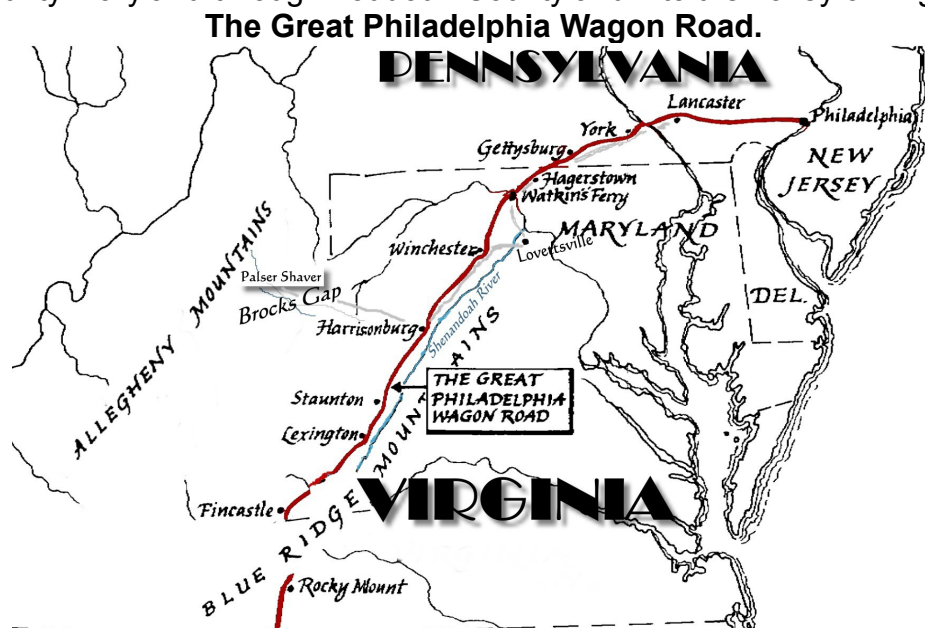 The Great Philadelphia Wagon Road.
PENNSYLVANIA
Lancaster
Philadelphia
York
Gettysburg
NEW
JERSEY
Hagerstown
Watkin's Ferry
MARYLAND
Winchester
Lovertsville
ALLEGHENY MOUNTAINS
Palser Shaver
Brocks Gap
DEL.
Harrisonburg
Shenandoah River
THE GREAT
PHILADELPHIA
WAGON ROAD
Staunton
Lexington
VIRGINIA
Fincastle
BLUE RIDGE MOUNTAINS
Rocky Mount